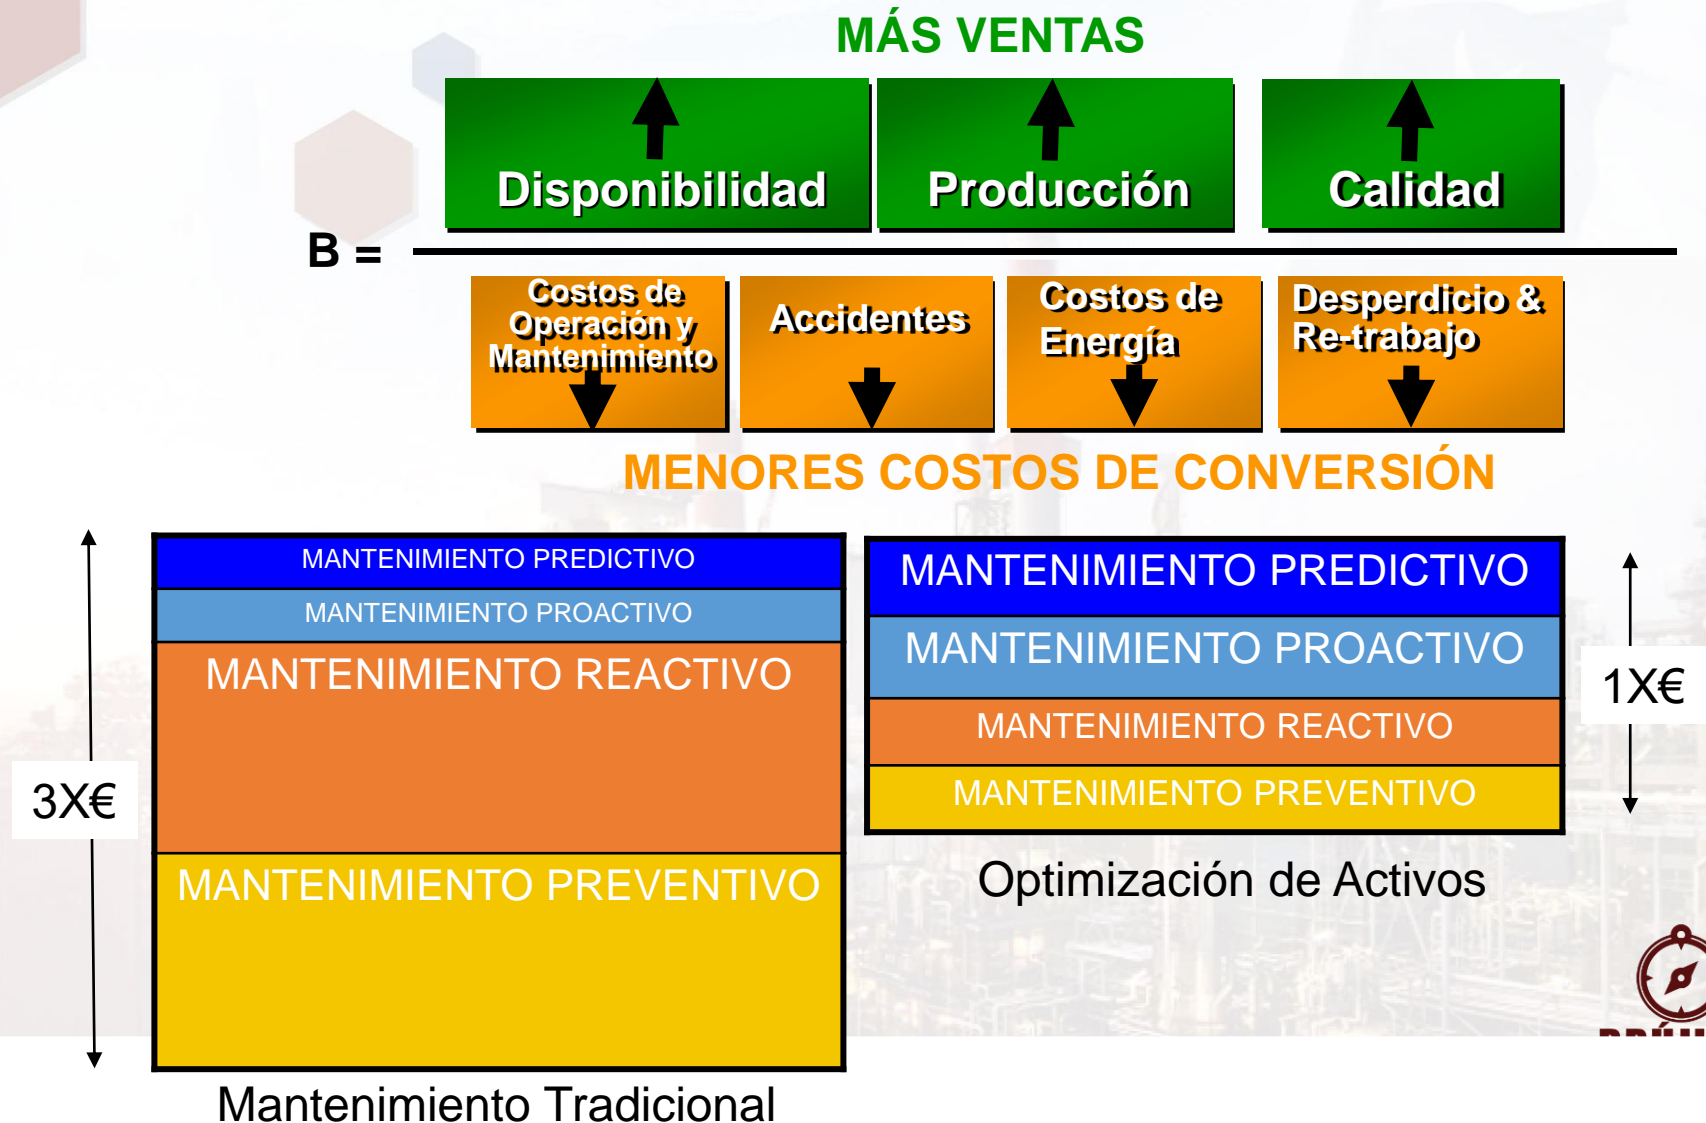 MÁS VENTAS
Disponibilidad
Producción
Calidad
B =
Costos de
Operación y
Mantenimiento
Accidentes
Costos de
Energía
Desperdicio &
Re-trabajo
MENORES COSTOS DE CONVERSIÓN
3X€
MANTENIMIENTO PREDICTIVO
MANTENIMIENTO PROACTIVO
MANTENIMIENTO REACTIVO
MANTENIMIENTO PREVENTIVO
Mantenimiento Tradicional
MANTENIMIENTO PREDICTIVO
MANTENIMIENTO PROACTIVO
MANTENIMIENTO REACTIVO
MANTENIMIENTO PREVENTIVO
1X€
Optimización de Activos